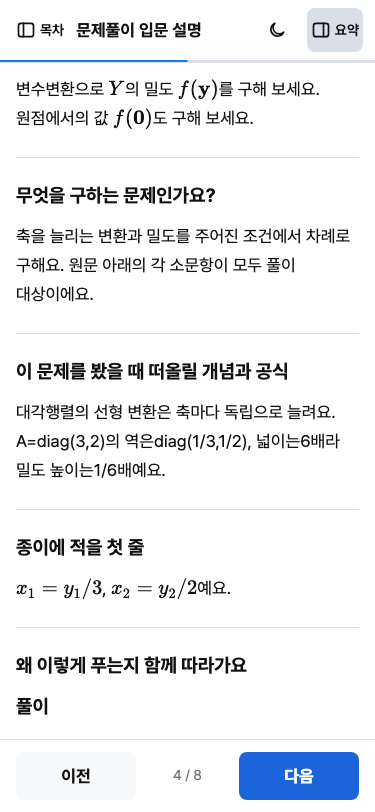 목차 문제풀이 입문 설명 요약
변수변환으로 Y의 밀도 f(y)를 구해 보세요.
원점에서의 값 f(0)도 구해 보세요.
무엇을 구하는 문제인가요?
축을 늘리는 변환과 밀도를 주어진 조건에서 차례로
구해요. 원문 아래의 각 소문항이 모두 풀이
대상이에요.
이 문제를 봤을 때 떠올릴 개념과 공식
대각행렬의 선형 변환은 축마다 독립으로 늘려요.
A=diag(3,2)의 역은diag(1/3,1/2), 넓이는6배라
밀도 높이는1/6배예요.
종이에 적을 첫 줄
x₁ = y₁/3, x₂ = y₂/2예요.
왜 이렇게 푸는지 함께 따라가요
풀이
이전 4 / 8 다음